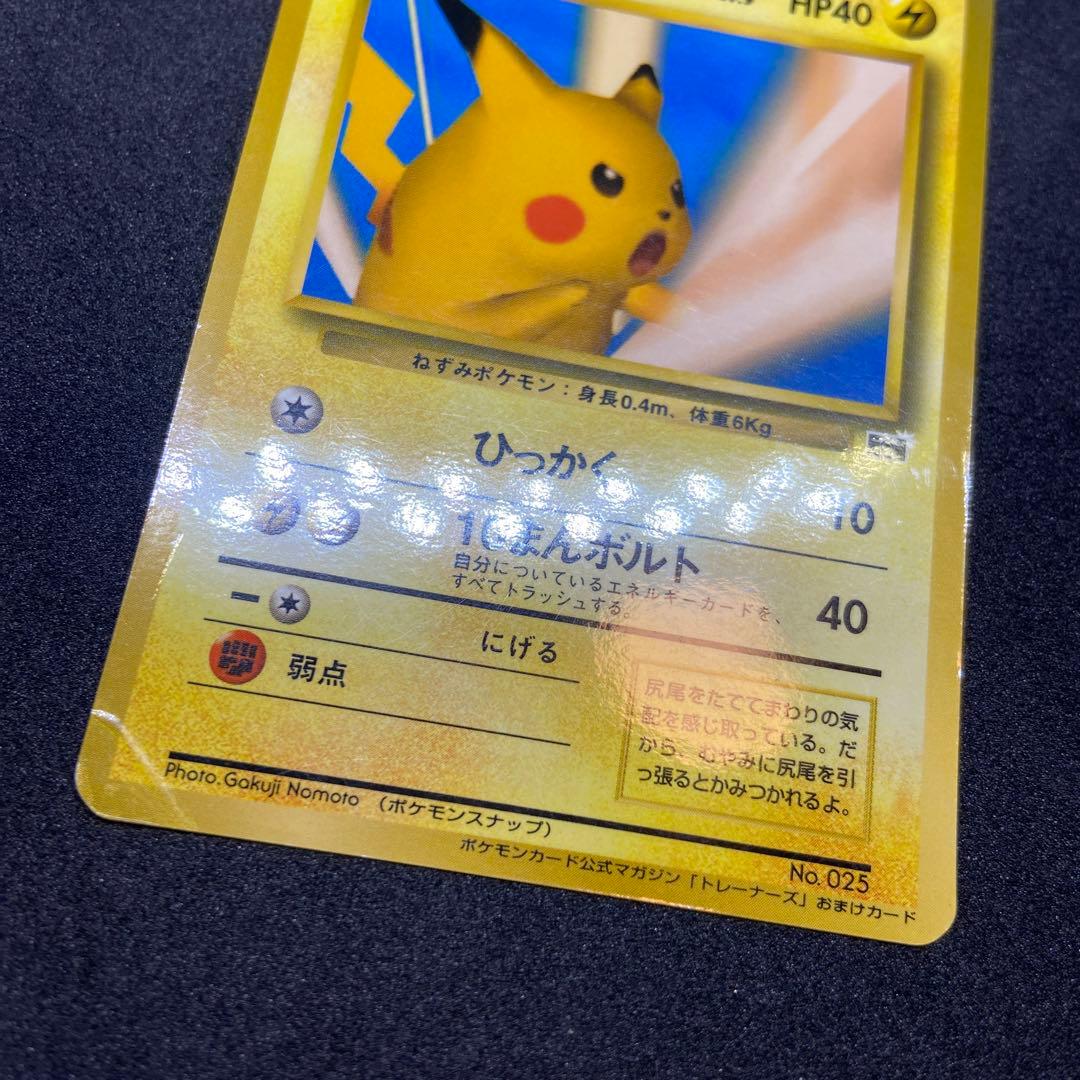 HP40
ねずみポケモン：身長0.4m、体重6Kg
ひっかく 10
10まんボルト 40
自分についているエネルギーカードを、
すべてトラッシュする。
にげる
弱点
尻尾をたててまわりの気
配を感じ取っている。だ
から、むやみに尻尾を引
っ張るとかみつかれるよ。
Photo. Gakuji Nomoto （ポケモンスナップ）
No. 025
ポケモンカード公式マガジン「トレーナーズ」おまけカード